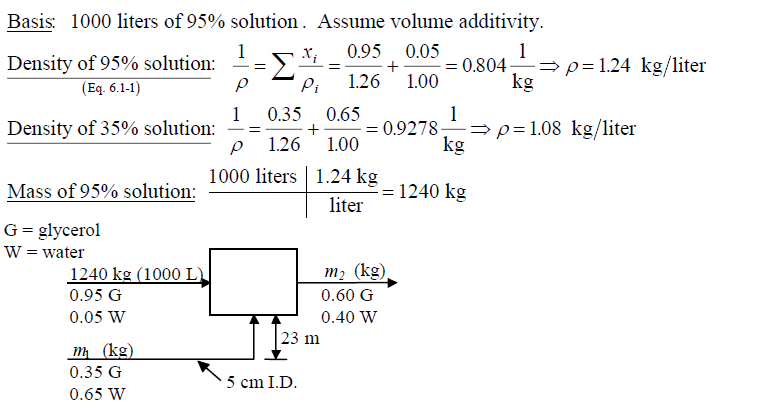 Basis: 1000 liters of 95% solution. Assume volume additivity.
Density of 95% solution: 1/ρ = ∑ xᵢ/ρᵢ = 0.95/1.26 + 0.05/1.00 = 0.804 1/kg ⇒ ρ = 1.24 kg/liter
(Eq. 6.1-1)
Density of 35% solution: 1/ρ = 0.35/1.26 + 0.65/1.00 = 0.9278 1/kg ⇒ ρ = 1.08 kg/liter
Mass of 95% solution: 1000 liters | 1.24 kg / liter = 1240 kg
G = glycerol
W = water
1240 kg (1000 L)
0.95 G
0.05 W
m₂ (kg)
0.60 G
0.40 W
23 m
m₁ (kg)
0.35 G
0.65 W
5 cm I.D.